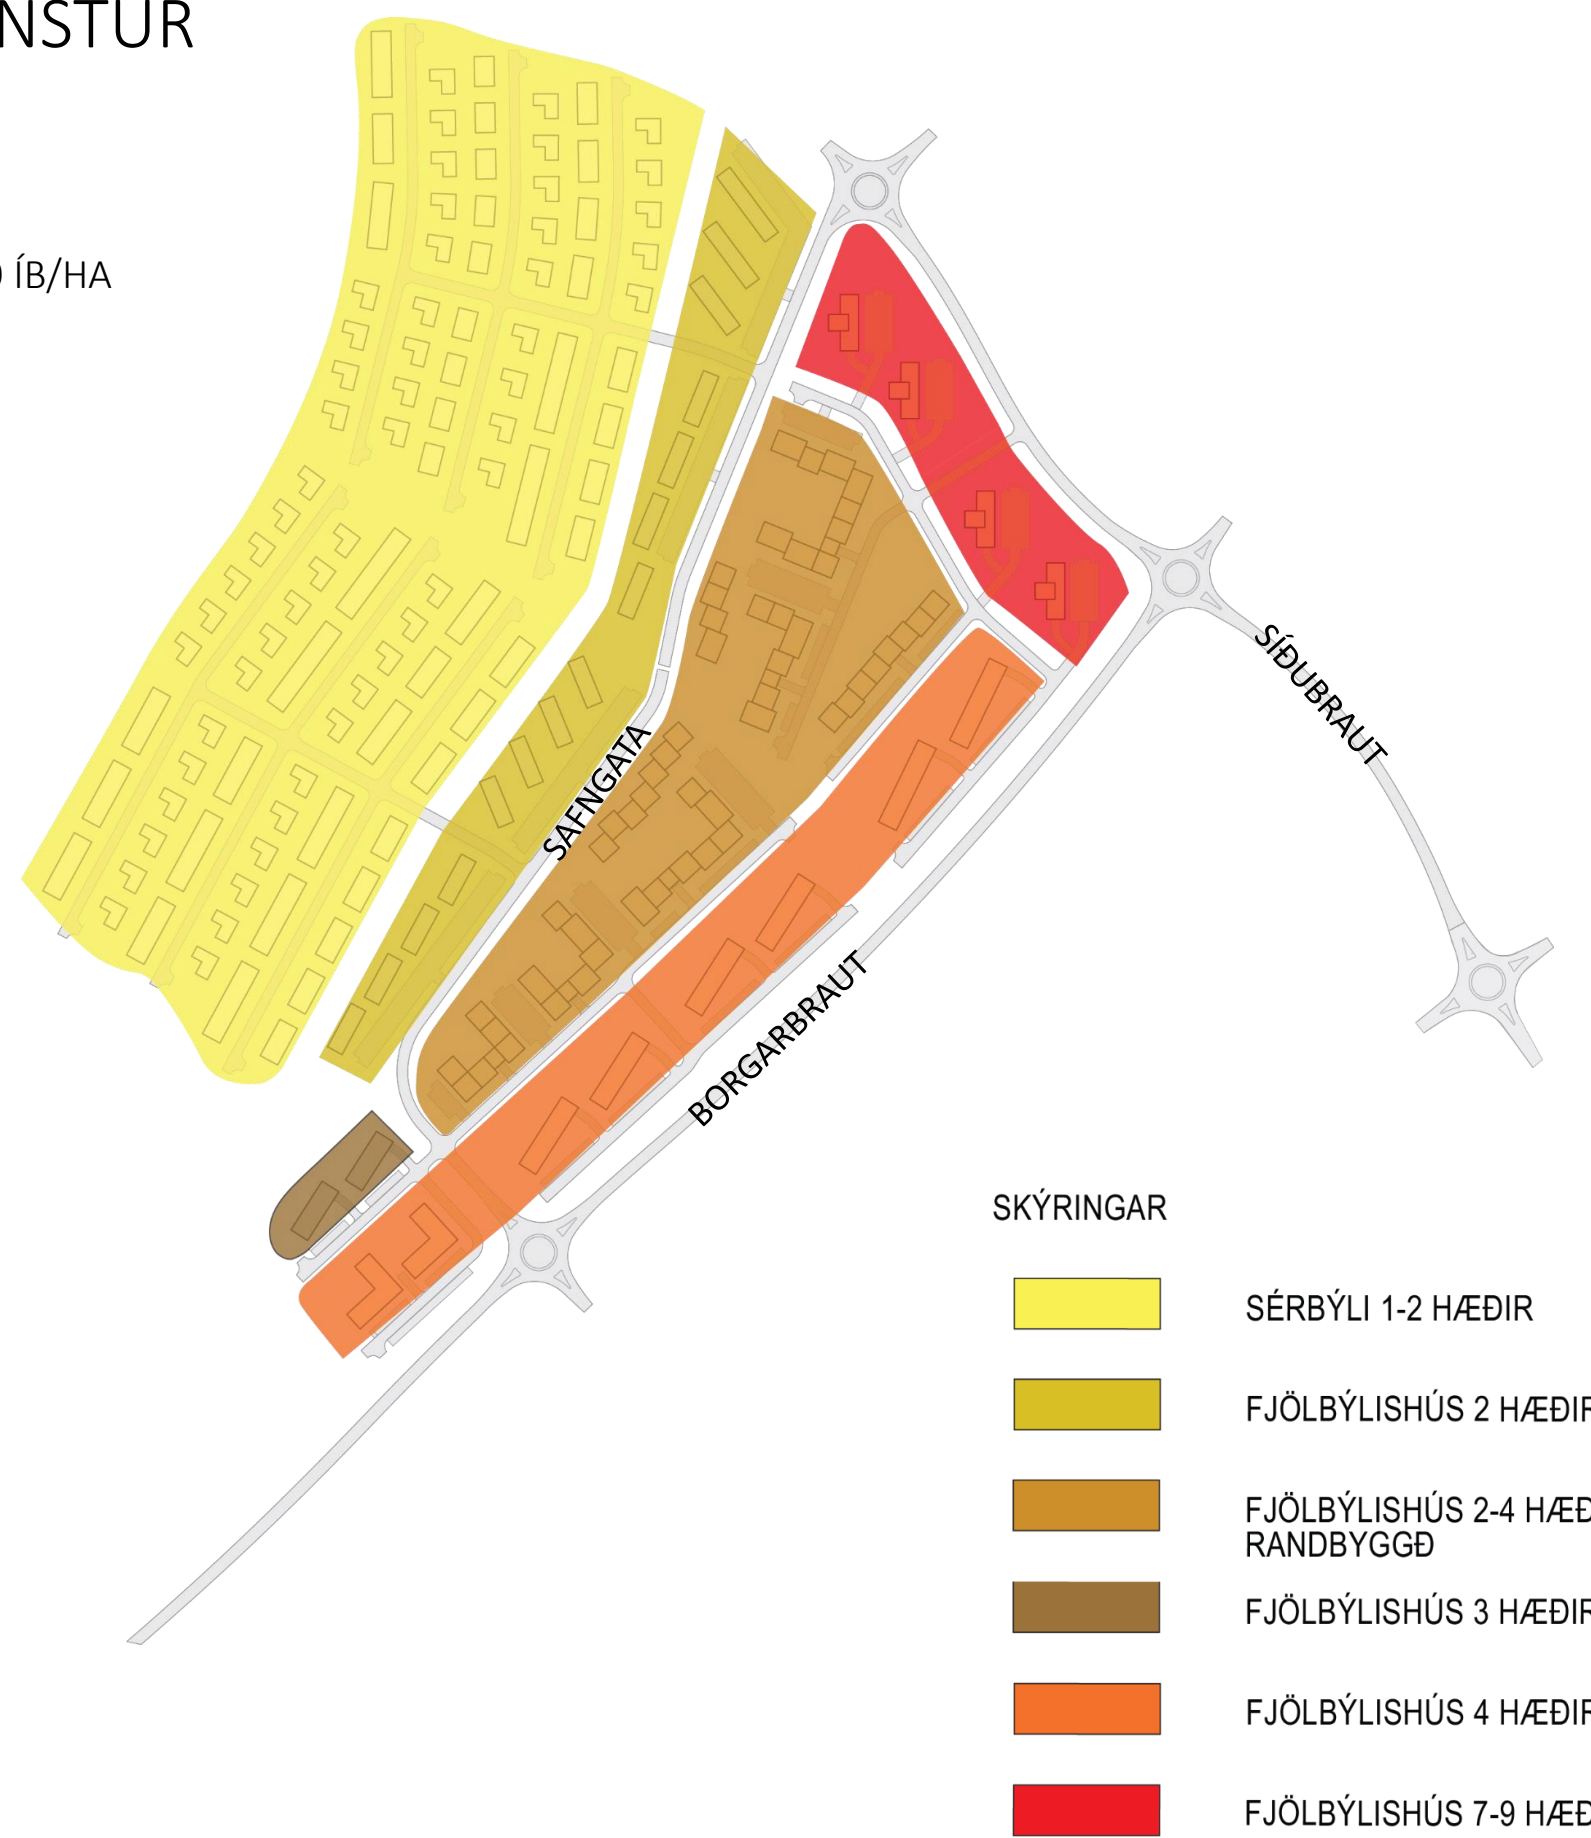 NSTUR
ÍB/HA
SÍÐUBRAUT
SAFNGATA
BORGARBRAUT
SKÝRINGAR
SÉRBÝLI 1-2 HÆÐIR
FJÖLBÝLISHÚS 2 HÆÐIR
FJÖLBÝLISHÚS 2-4 HÆÐ
RANDBYGGÐ
FJÖLBÝLISHÚS 3 HÆÐIR
FJÖLBÝLISHÚS 4 HÆÐIR
FJÖLBÝLISHÚS 7-9 HÆÐ